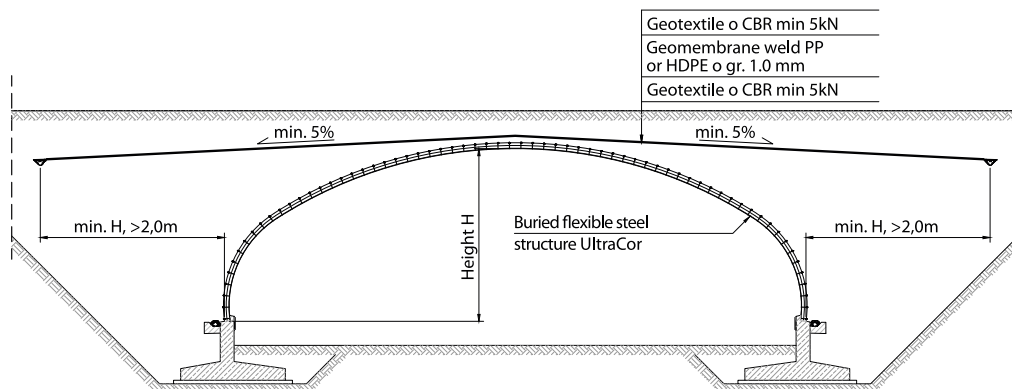 Geotextile o CBR min 5kN
Geomembrane weld PP
or HDPE o gr. 1.0 mm
Geotextile o CBR min 5kN
min. 5%
min. 5%
min. H, >2,0m
Height H
Buried flexible steel
structure UltraCor
min. H, >2,0m